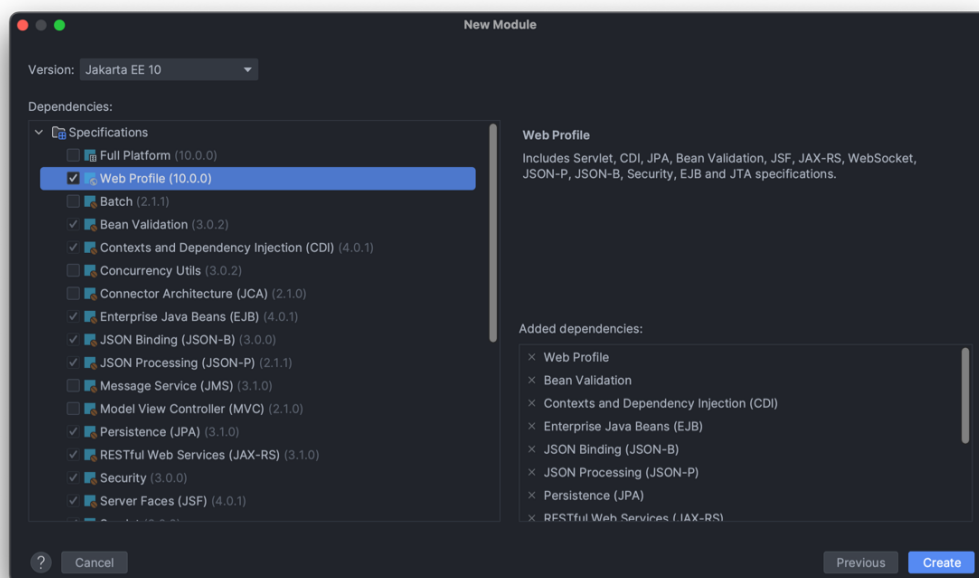 New Module
Version: Jakarta EE 10
Dependencies:
Specifications
Full Platform (10.0.0)
Web Profile (10.0.0)
Batch (2.1.1)
Bean Validation (3.0.2)
Contexts and Dependency Injection (CDI) (4.0.1)
Concurrency Utils (3.0.2)
Connector Architecture (JCA) (2.1.0)
Enterprise Java Beans (EJB) (4.0.1)
JSON Binding (JSON-B) (3.0.0)
JSON Processing (JSON-P) (2.1.1)
Message Service (JMS) (3.1.0)
Model View Controller (MVC) (2.1.0)
Persistence (JPA) (3.1.0)
RESTful Web Services (JAX-RS) (3.1.0)
Security (3.0.0)
Server Faces (JSF) (4.0.1)
Web Profile
Includes Servlet, CDI, JPA, Bean Validation, JSF, JAX-RS, WebSocket,
JSON-P, JSON-B, Security, EJB and JTA specifications.
Added dependencies:
Web Profile
Bean Validation
Contexts and Dependency Injection (CDI)
Enterprise Java Beans (EJB)
JSON Binding (JSON-B)
JSON Processing (JSON-P)
Persistence (JPA)
RESTful Web Services (JAX-RS)
? Cancel
Previous
Create